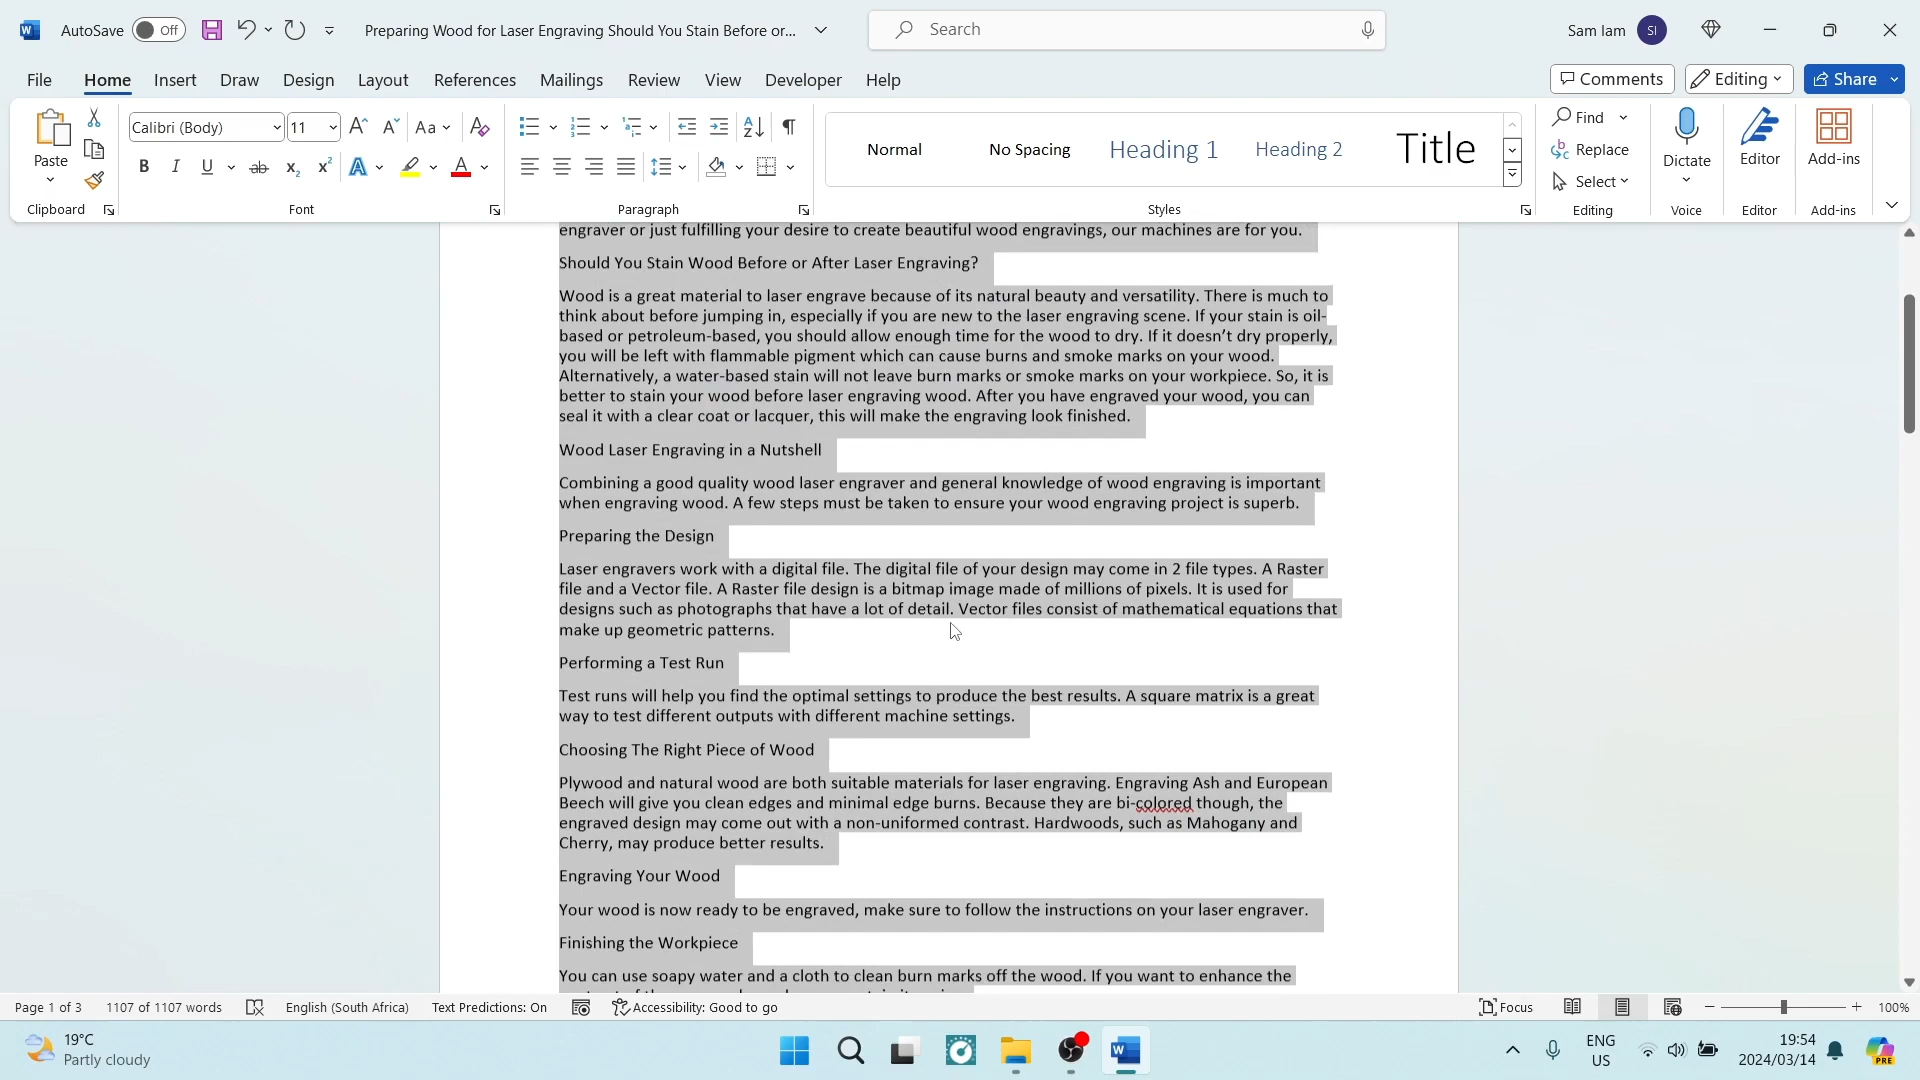 AutoSave
Off
Preparing Wood for Laser Engraving Should You Stain Before or...
Search
Sam Iam
SI
File
Home
Insert
Draw
Design
Layout
References
Mailings
Review
View
Developer
Help
Comments
Editing
Share
Paste
Calibri (Body)
11
Normal
No Spacing
Heading 1
Heading 2
Title
Find
Replace
Select
Dictate
Editor
Add-ins
Clipboard
Font
Paragraph
Styles
Editing
Voice
Editor
Add-ins
engraver or just fulfilling your desire to create beautiful wood engravings, our machines are for you.
Should You Stain Wood Before or After Laser Engraving?
Wood is a great material to laser engrave because of its natural beauty and versatility. There is much to
think about before jumping in, especially if you are new to the laser engraving scene. If your stain is oil-
based or petroleum-based, you should allow enough time for the wood to dry. If it doesn’t dry properly,
you will be left with flammable pigment which can cause burns and smoke marks on your wood.
Alternatively, a water-based stain will not leave burn marks or smoke marks on your workpiece. So, it is
better to stain your wood before laser engraving wood. After you have engraved your wood, you can
seal it with a clear coat or lacquer, this will make the engraving look finished.
Wood Laser Engraving in a Nutshell
Combining a good quality wood laser engraver and general knowledge of wood engraving is important
when engraving wood. A few steps must be taken to ensure your wood engraving project is superb.
Preparing the Design
Laser engravers work with a digital file. The digital file of your design may come in 2 file types. A Raster
file and a Vector file. A Raster file design is a bitmap image made of millions of pixels. It is used for
designs such as photographs that have a lot of detail. Vector files consist of mathematical equations that
make up geometric patterns.
Performing a Test Run
Test runs will help you find the optimal settings to produce the best results. A square matrix is a great
way to test different outputs with different machine settings.
Choosing The Right Piece of Wood
Plywood and natural wood are both suitable materials for laser engraving. Engraving Ash and European
Beech will give you clean edges and minimal edge burns. Because they are bi-colored though, the
engraved design may come out with a non-uniformed contrast. Hardwoods, such as Mahogany and
Cherry, may produce better results.
Engraving Your Wood
Your wood is now ready to be engraved, make sure to follow the instructions on your laser engraver.
Finishing the Workpiece
You can use soapy water and a cloth to clean burn marks off the wood. If you want to enhance the
Page 1 of 3
1107 of 1107 words
English (South Africa)
Text Predictions: On
Accessibility: Good to go
Focus
100%
19°C
Partly cloudy
ENG
US
19:54
2024/03/14
PRE